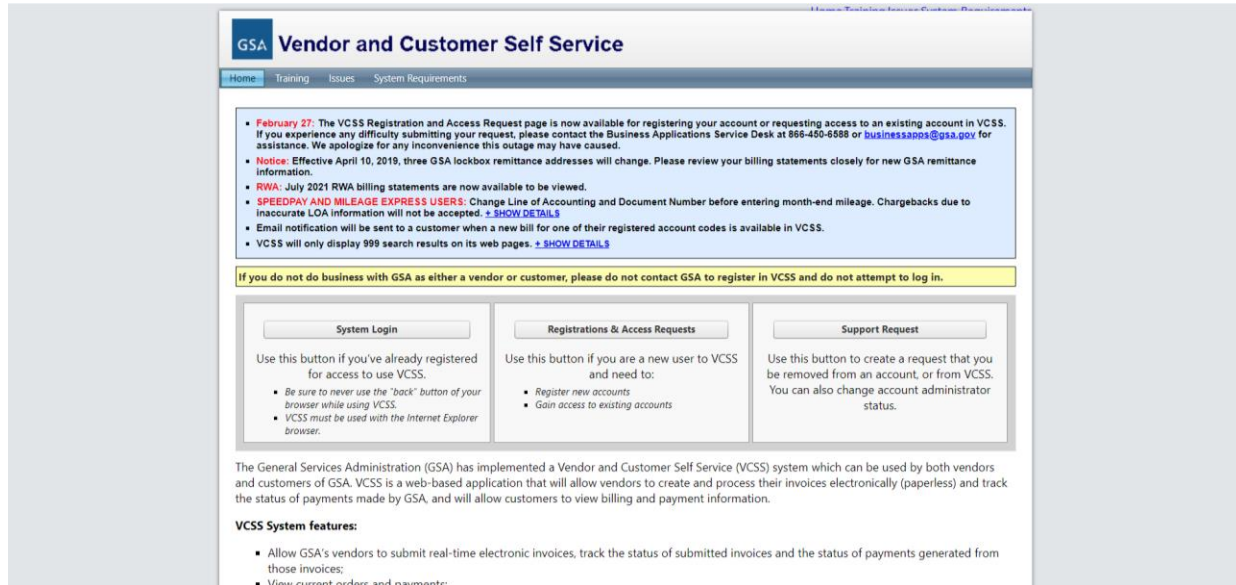 Home Training Issues System Requirements
GSA Vendor and Customer Self Service
Home Training Issues System Requirements
February 27: The VCSS Registration and Access Request page is now available for registering your account or requesting access to an existing account in VCSS.
If you experience any difficulty submitting your request, please contact the Business Applications Service Desk at 866-450-6588 or businessapps@gsa.gov for
assistance. We apologize for any inconvenience this outage may have caused.
Notice: Effective April 10, 2019, three GSA lockbox remittance addresses will change. Please review your billing statements closely for new GSA remittance
information.
RWA: July 2021 RWA billing statements are now available to be viewed.
SPEEDPAY AND MILEAGE EXPRESS USERS: Change Line of Accounting and Document Number before entering month-end mileage. Chargebacks due to
inaccurate LOA information will not be accepted. + SHOW DETAILS
Email notification will be sent to a customer when a new bill for one of their registered account codes is available in VCSS.
VCSS will only display 999 search results on its web pages. + SHOW DETAILS
If you do not do business with GSA as either a vendor or customer, please do not contact GSA to register in VCSS and do not attempt to log in.
System Login
Use this button if you've already registered
for access to use VCSS.
Be sure to never use the "back" button of your
browser while using VCSS.
VCSS must be used with the Internet Explorer
browser.
Registrations & Access Requests
Use this button if you are a new user to VCSS
and need to:
Register new accounts
Gain access to existing accounts
Support Request
Use this button to create a request that you
be removed from an account, or from VCSS.
You can also change account administrator
status.
The General Services Administration (GSA) has implemented a Vendor and Customer Self Service (VCSS) system which can be used by both vendors
and customers of GSA. VCSS is a web-based application that will allow vendors to create and process their invoices electronically (paperless) and track
the status of payments made by GSA, and will allow customers to view billing and payment information.
VCSS System features:
Allow GSA's vendors to submit real-time electronic invoices, track the status of submitted invoices and the status of payments generated from
those invoices;
View current orders and payments;